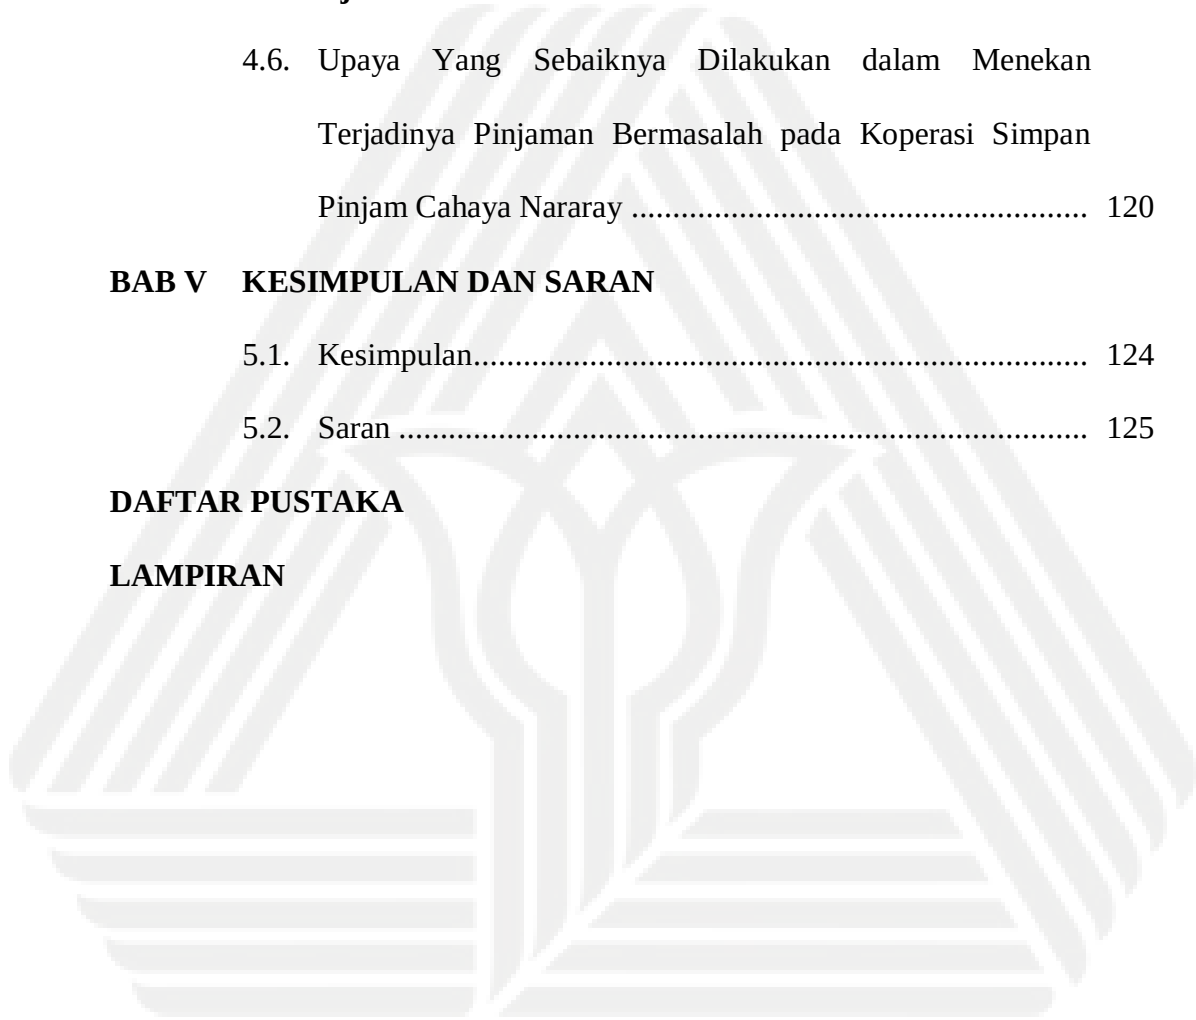 4.6. Upaya Yang Sebaiknya Dilakukan dalam Menekan
Terjadinya Pinjaman Bermasalah pada Koperasi Simpan
Pinjam Cahaya Nararay ....................................................... 120
BAB V KESIMPULAN DAN SARAN
5.1. Kesimpulan.......................................................................... 124
5.2. Saran ................................................................................... 125
DAFTAR PUSTAKA
LAMPIRAN